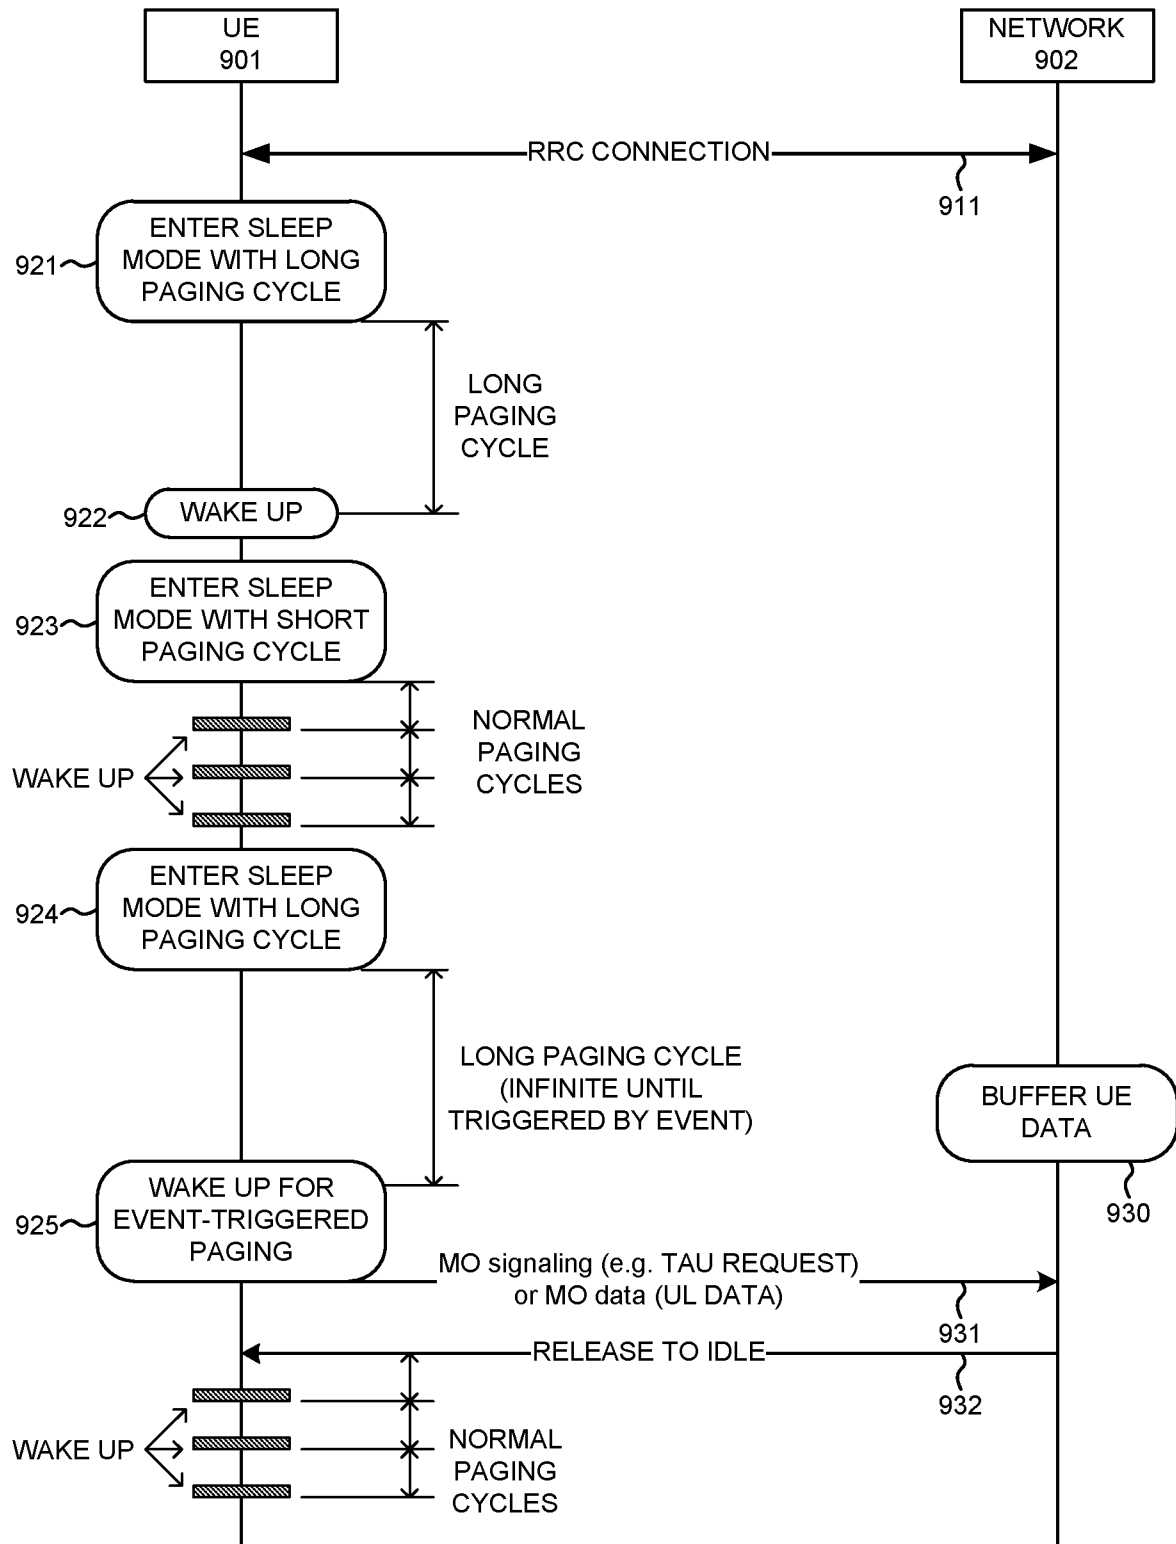 UE
901
NETWORK
902
RRC CONNECTION
911
ENTER SLEEP
MODE WITH LONG
PAGING CYCLE
921
LONG
PAGING
CYCLE
WAKE UP
922
ENTER SLEEP
MODE WITH SHORT
PAGING CYCLE
923
NORMAL
PAGING
CYCLES
WAKE UP
ENTER SLEEP
MODE WITH LONG
PAGING CYCLE
924
LONG PAGING CYCLE
(INFINITE UNTIL
TRIGGERED BY EVENT)
BUFFER UE
DATA
930
WAKE UP FOR
EVENT-TRIGGERED
PAGING
925
MO signaling (e.g. TAU REQUEST)
or MO data (UL DATA)
931
RELEASE TO IDLE
932
WAKE UP
NORMAL
PAGING
CYCLES